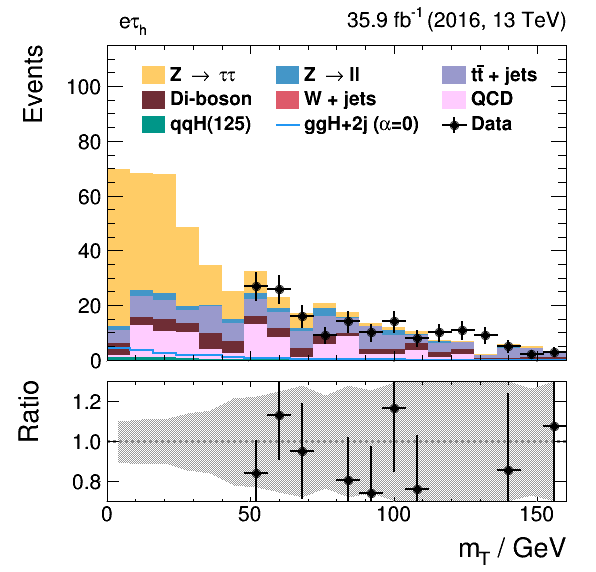 eτh 35.9 fb-1 (2016, 13 TeV)
Events
100
80
60
40
20
0
Z → ττ Z → ll tt̄ + jets
Di-boson W + jets QCD
qqH(125) ggH+2j (α=0) Data
Ratio
1.2
1.0
0.8
0 50 100 150
mT / GeV